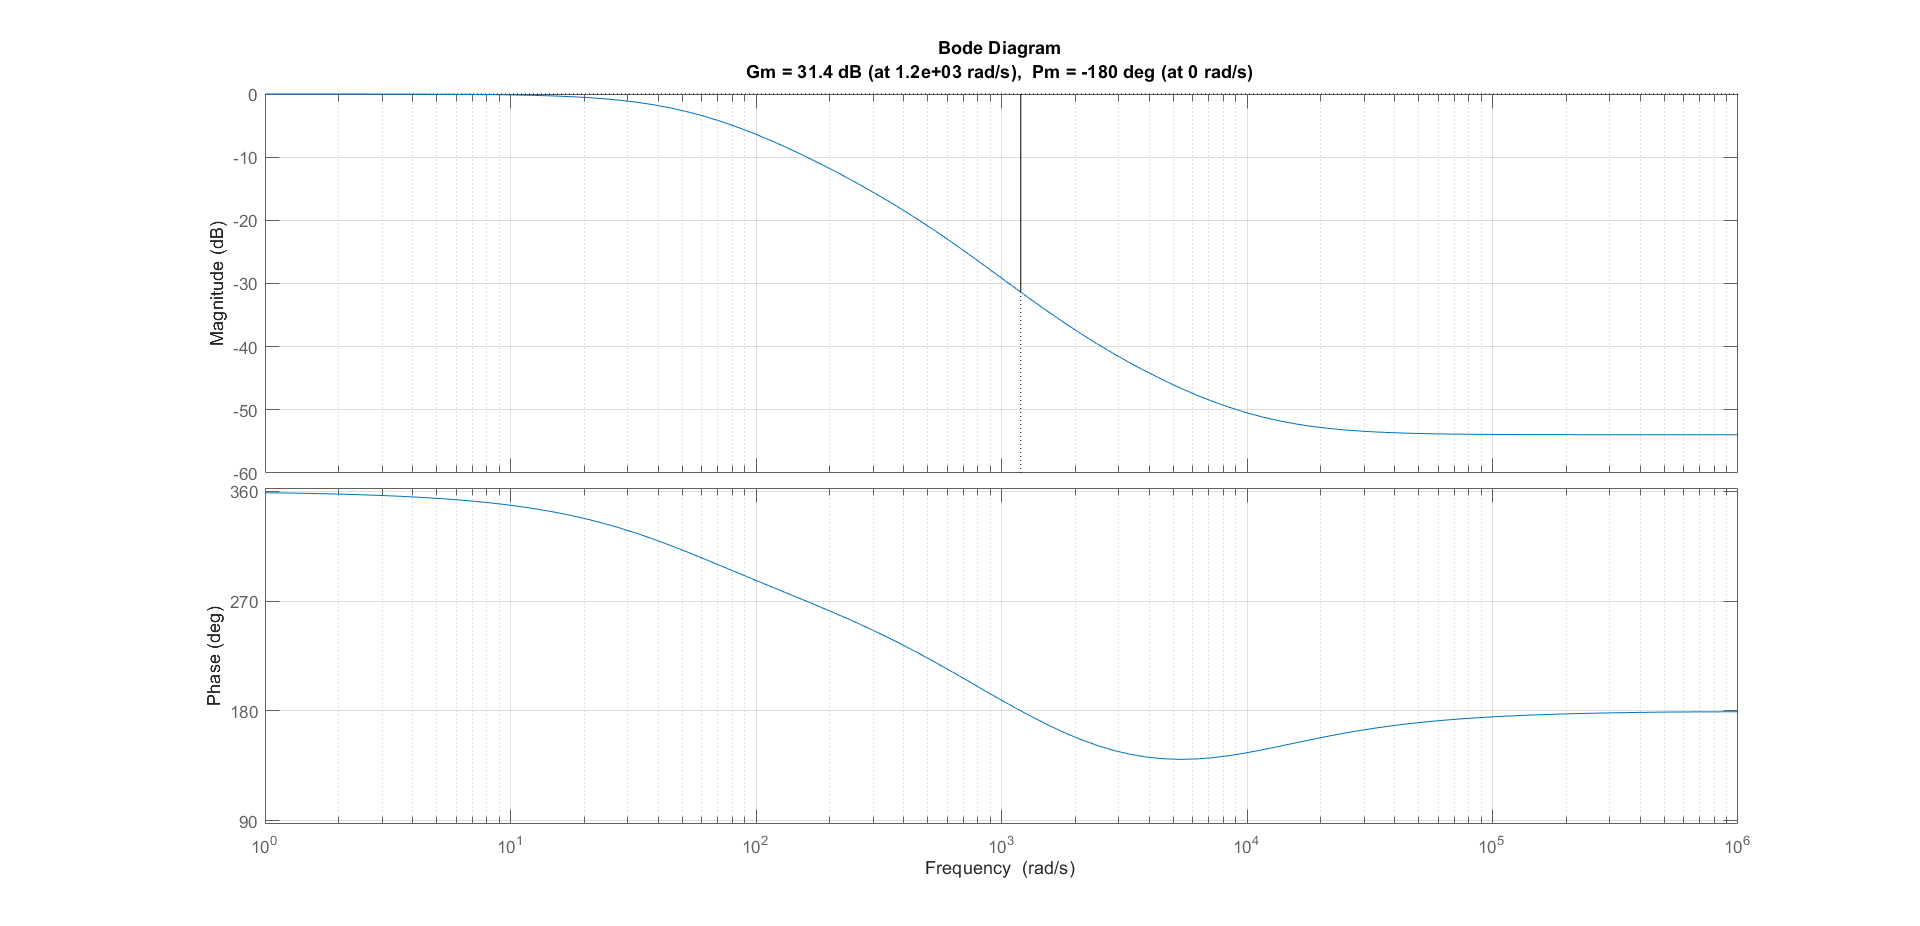 Bode Diagram
Gm = 31.4 dB (at 1.2e+03 rad/s),  Pm = -180 deg (at 0 rad/s)
0
-10
-20
-30
-40
-50
-60
Magnitude (dB)
360
270
180
90
Phase (deg)
10^0 10^1 10^2 10^3 10^4 10^5 10^6
Frequency  (rad/s)